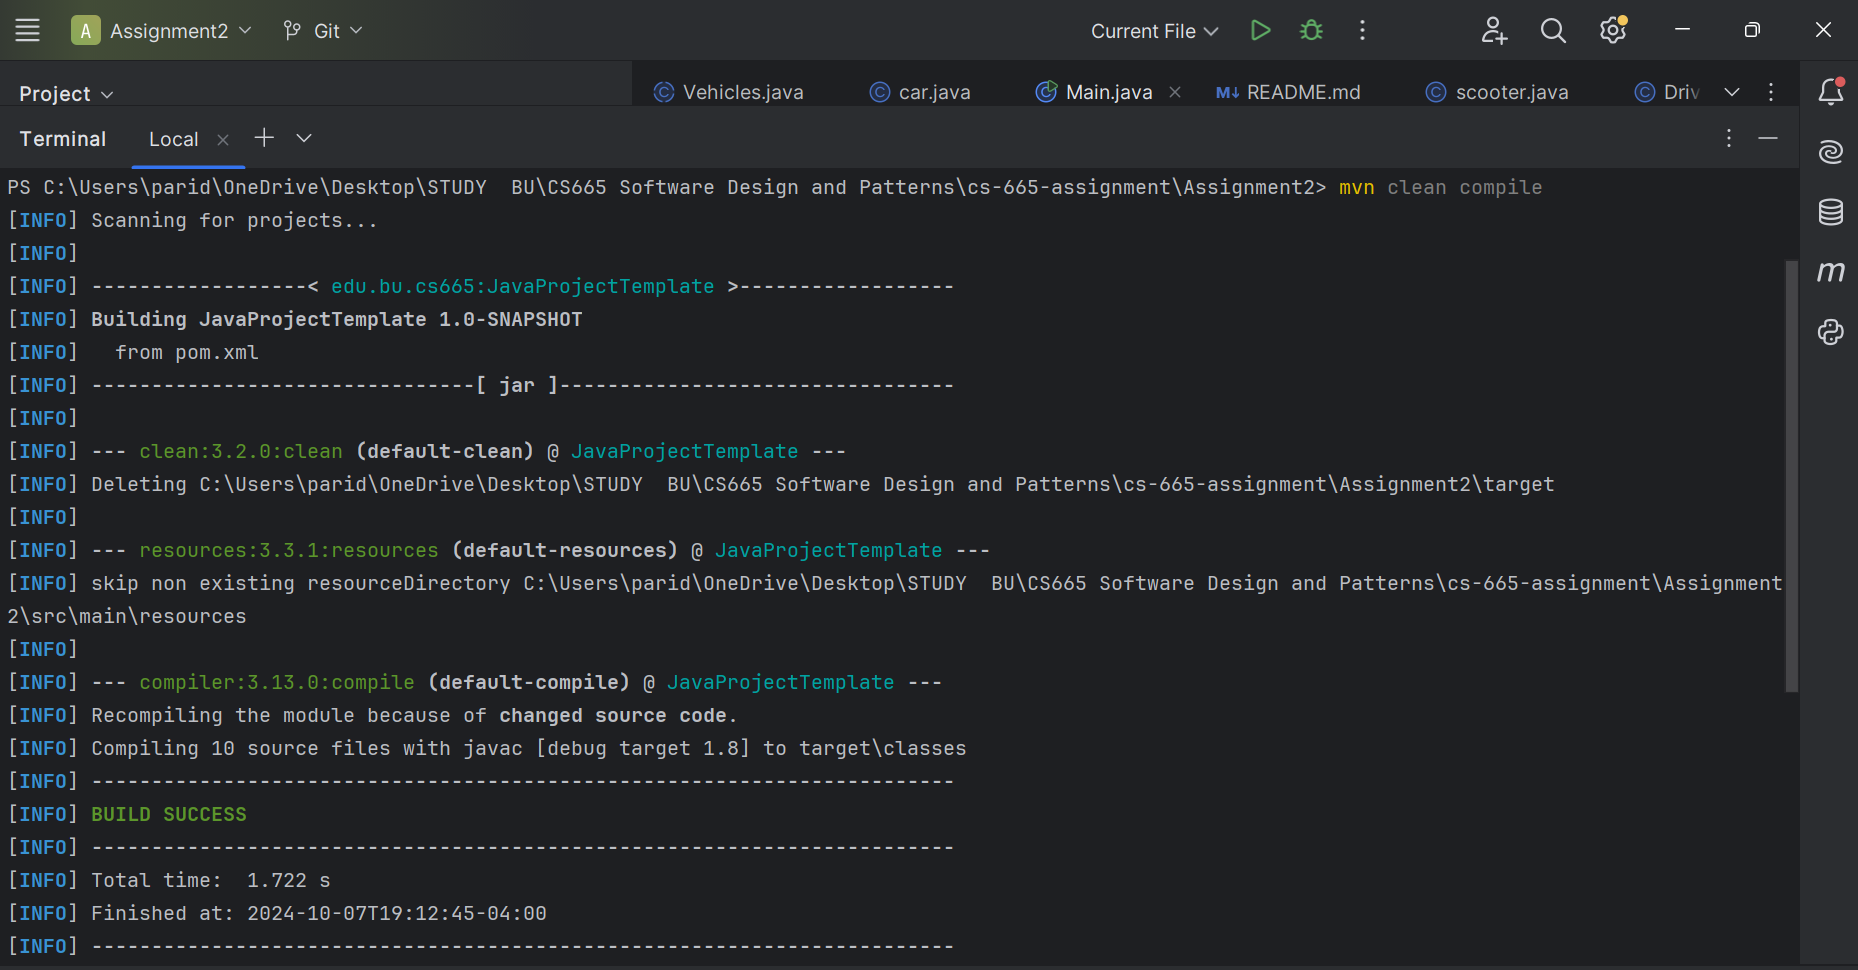 A Assignment2 Git Current File
Project Vehicles.java car.java Main.java README.md scooter.java
Terminal Local
PS C:\Users\parid\OneDrive\Desktop\STUDY  BU\CS665 Software Design and Patterns\cs-665-assignment\Assignment2> mvn clean compile
[INFO] Scanning for projects...
[INFO]
[INFO] ------------------< edu.bu.cs665:JavaProjectTemplate >------------------
[INFO] Building JavaProjectTemplate 1.0-SNAPSHOT
[INFO]   from pom.xml
[INFO] --------------------------------[ jar ]---------------------------------
[INFO]
[INFO] --- clean:3.2.0:clean (default-clean) @ JavaProjectTemplate ---
[INFO] Deleting C:\Users\parid\OneDrive\Desktop\STUDY  BU\CS665 Software Design and Patterns\cs-665-assignment\Assignment2\target
[INFO]
[INFO] --- resources:3.3.1:resources (default-resources) @ JavaProjectTemplate ---
[INFO] skip non existing resourceDirectory C:\Users\parid\OneDrive\Desktop\STUDY  BU\CS665 Software Design and Patterns\cs-665-assignment\Assignment
2\src\main\resources
[INFO]
[INFO] --- compiler:3.13.0:compile (default-compile) @ JavaProjectTemplate ---
[INFO] Recompiling the module because of changed source code.
[INFO] Compiling 10 source files with javac [debug target 1.8] to target\classes
[INFO] ------------------------------------------------------------------------
[INFO] BUILD SUCCESS
[INFO] ------------------------------------------------------------------------
[INFO] Total time:  1.722 s
[INFO] Finished at: 2024-10-07T19:12:45-04:00
[INFO] ------------------------------------------------------------------------